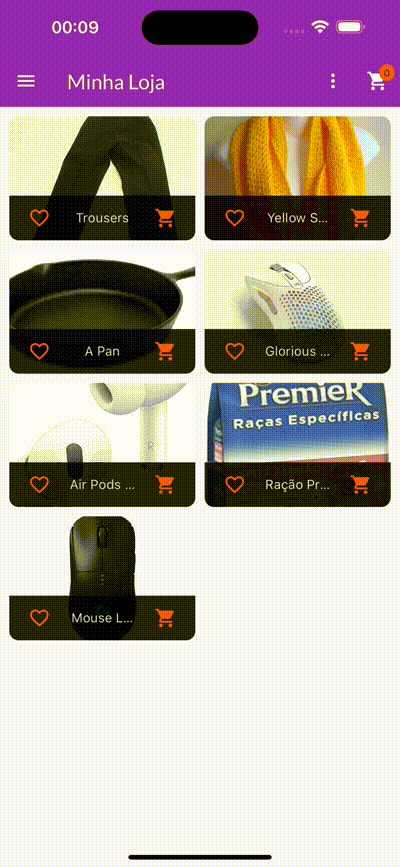 00:09
Minha Loja
0
Trousers
Yellow S...
A Pan
Glorious ...
R
PremieR
Raças Específicas
Air Pods ...
Ração Pr...
Mouse L...